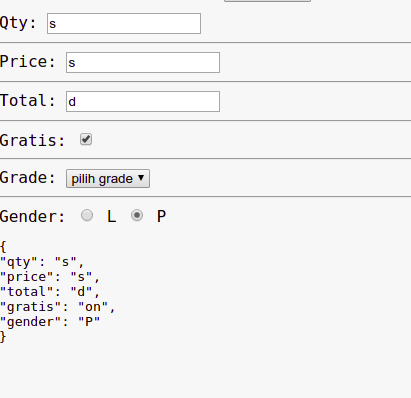 Qty: s
Price: s
Total: d
Gratis:
Grade: pilih grade
Gender: L P
{
"qty": "s",
"price": "s",
"total": "d",
"gratis": "on",
"gender": "P"
}